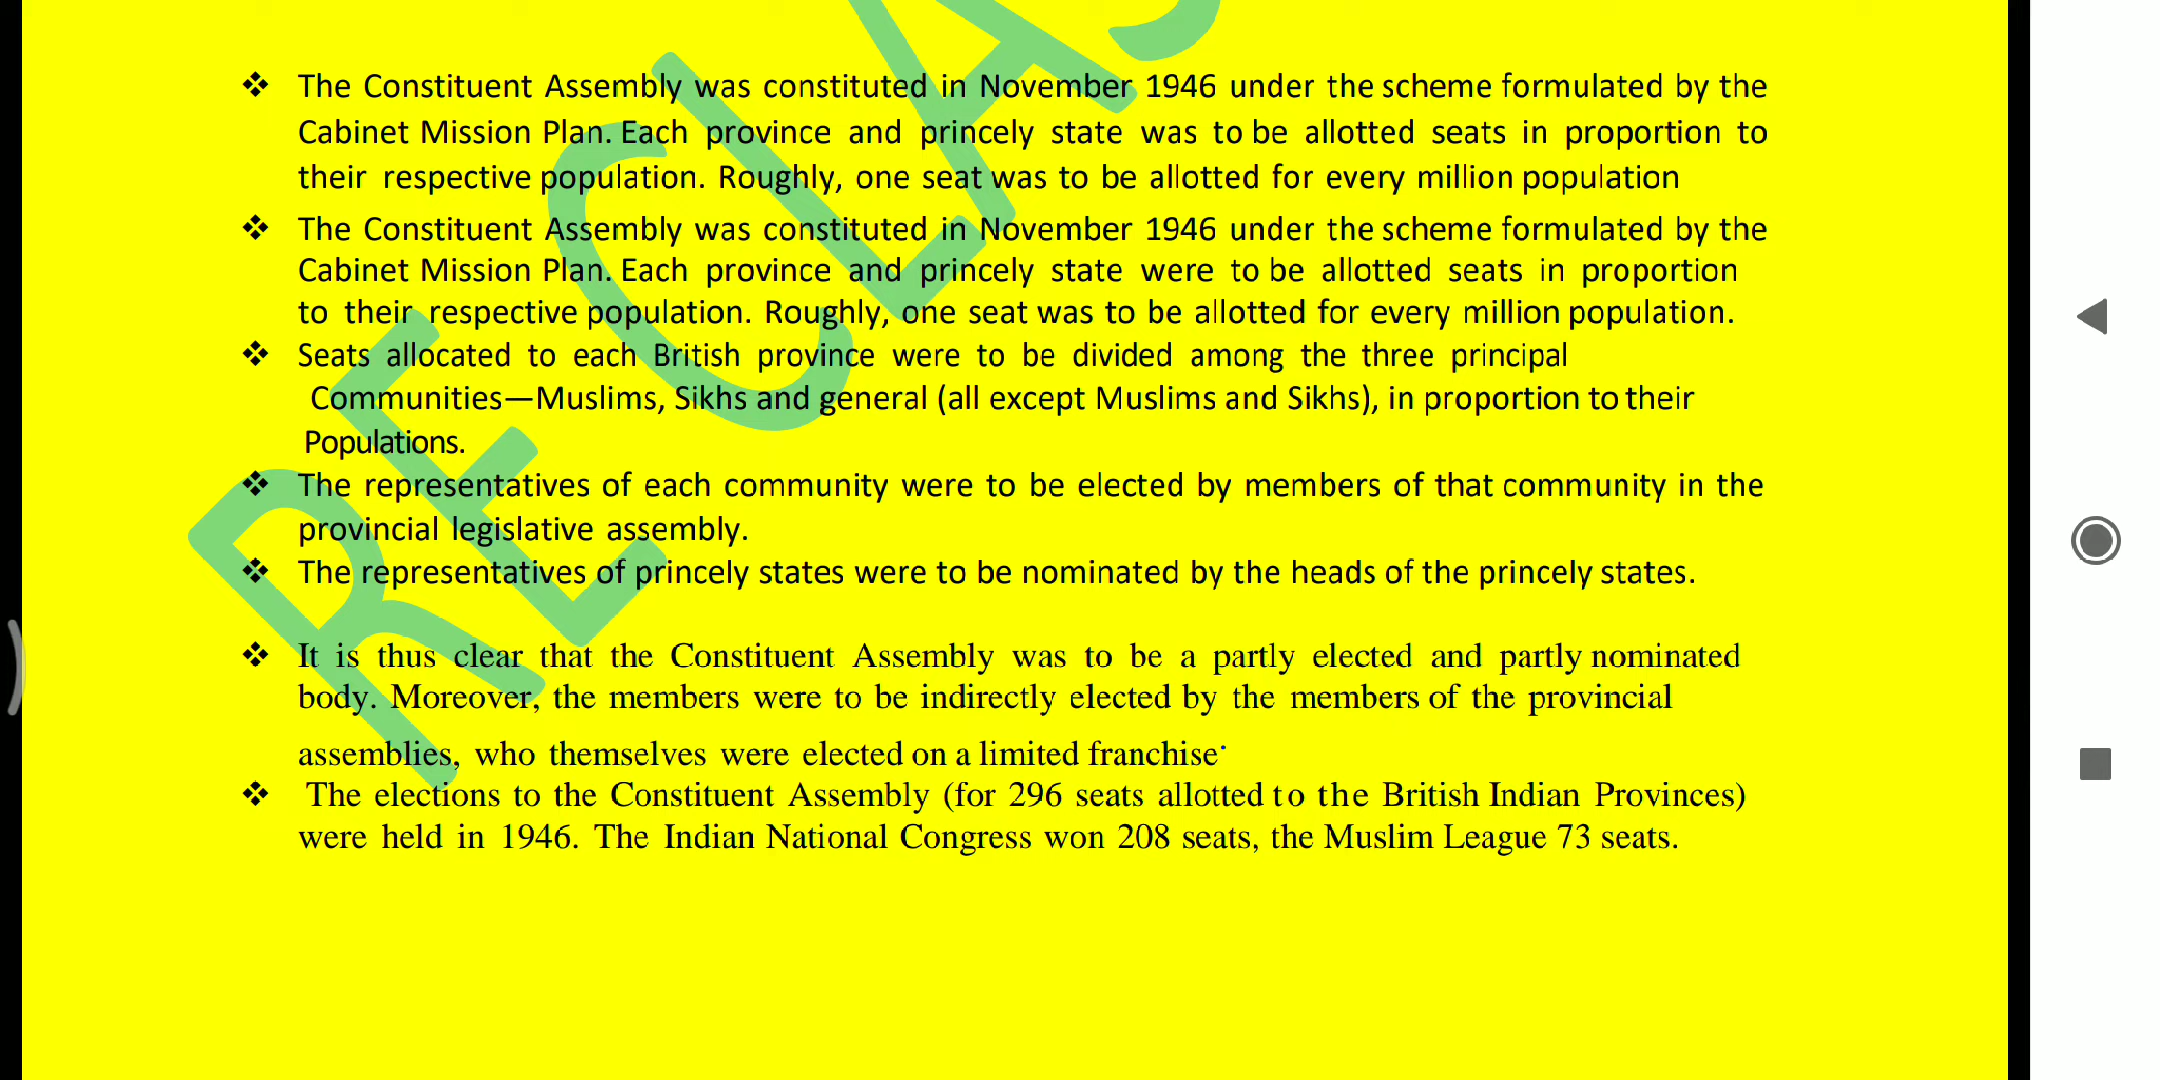 ❖ The Constituent Assembly was constituted in November 1946 under the scheme formulated by the
Cabinet Mission Plan. Each province and princely state was to be allotted seats in proportion to
their respective population. Roughly, one seat was to be allotted for every million population
❖ The Constituent Assembly was constituted in November 1946 under the scheme formulated by the
Cabinet Mission Plan. Each province and princely state were to be allotted seats in proportion
to their respective population. Roughly, one seat was to be allotted for every million population.
❖ Seats allocated to each British province were to be divided among the three principal
Communities—Muslims, Sikhs and general (all except Muslims and Sikhs), in proportion to their
Populations.
❖ The representatives of each community were to be elected by members of that community in the
provincial legislative assembly.
❖ The representatives of princely states were to be nominated by the heads of the princely states.
❖ It is thus clear that the Constituent Assembly was to be a partly elected and partly nominated
body. Moreover, the members were to be indirectly elected by the members of the provincial
assemblies, who themselves were elected on a limited franchise.
❖ The elections to the Constituent Assembly (for 296 seats allotted to the British Indian Provinces)
were held in 1946. The Indian National Congress won 208 seats, the Muslim League 73 seats.